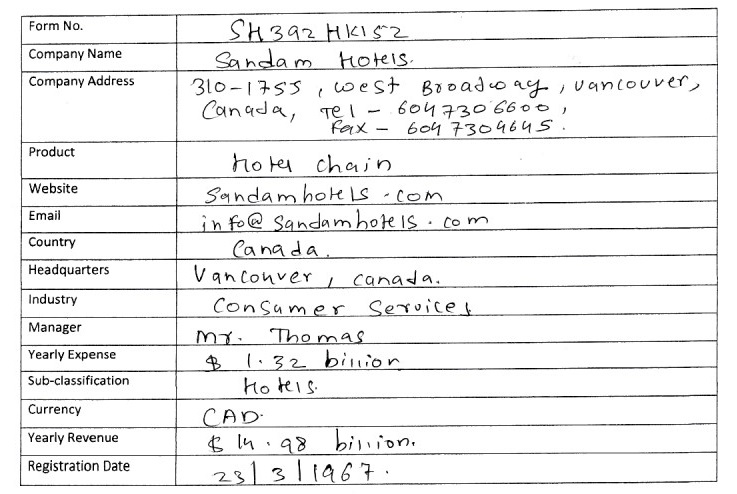 Form No. SH392HK152
Company Name Sandam Hotels.
Company Address 310-1755, West Broadway, Vancouver,
Canada, Tel - 6047306600,
Fax - 6047304645.
Product Hotel chain
Website Sandamhotels.com
Email info@sandamhotels.com
Country Canada.
Headquarters Vancouver, Canada.
Industry Consumer Services
Manager Mr. Thomas
Yearly Expense $ 1.32 billion
Sub-classification Hotels.
Currency CAD.
Yearly Revenue $ 14.98 billion.
Registration Date 23/3/1967.